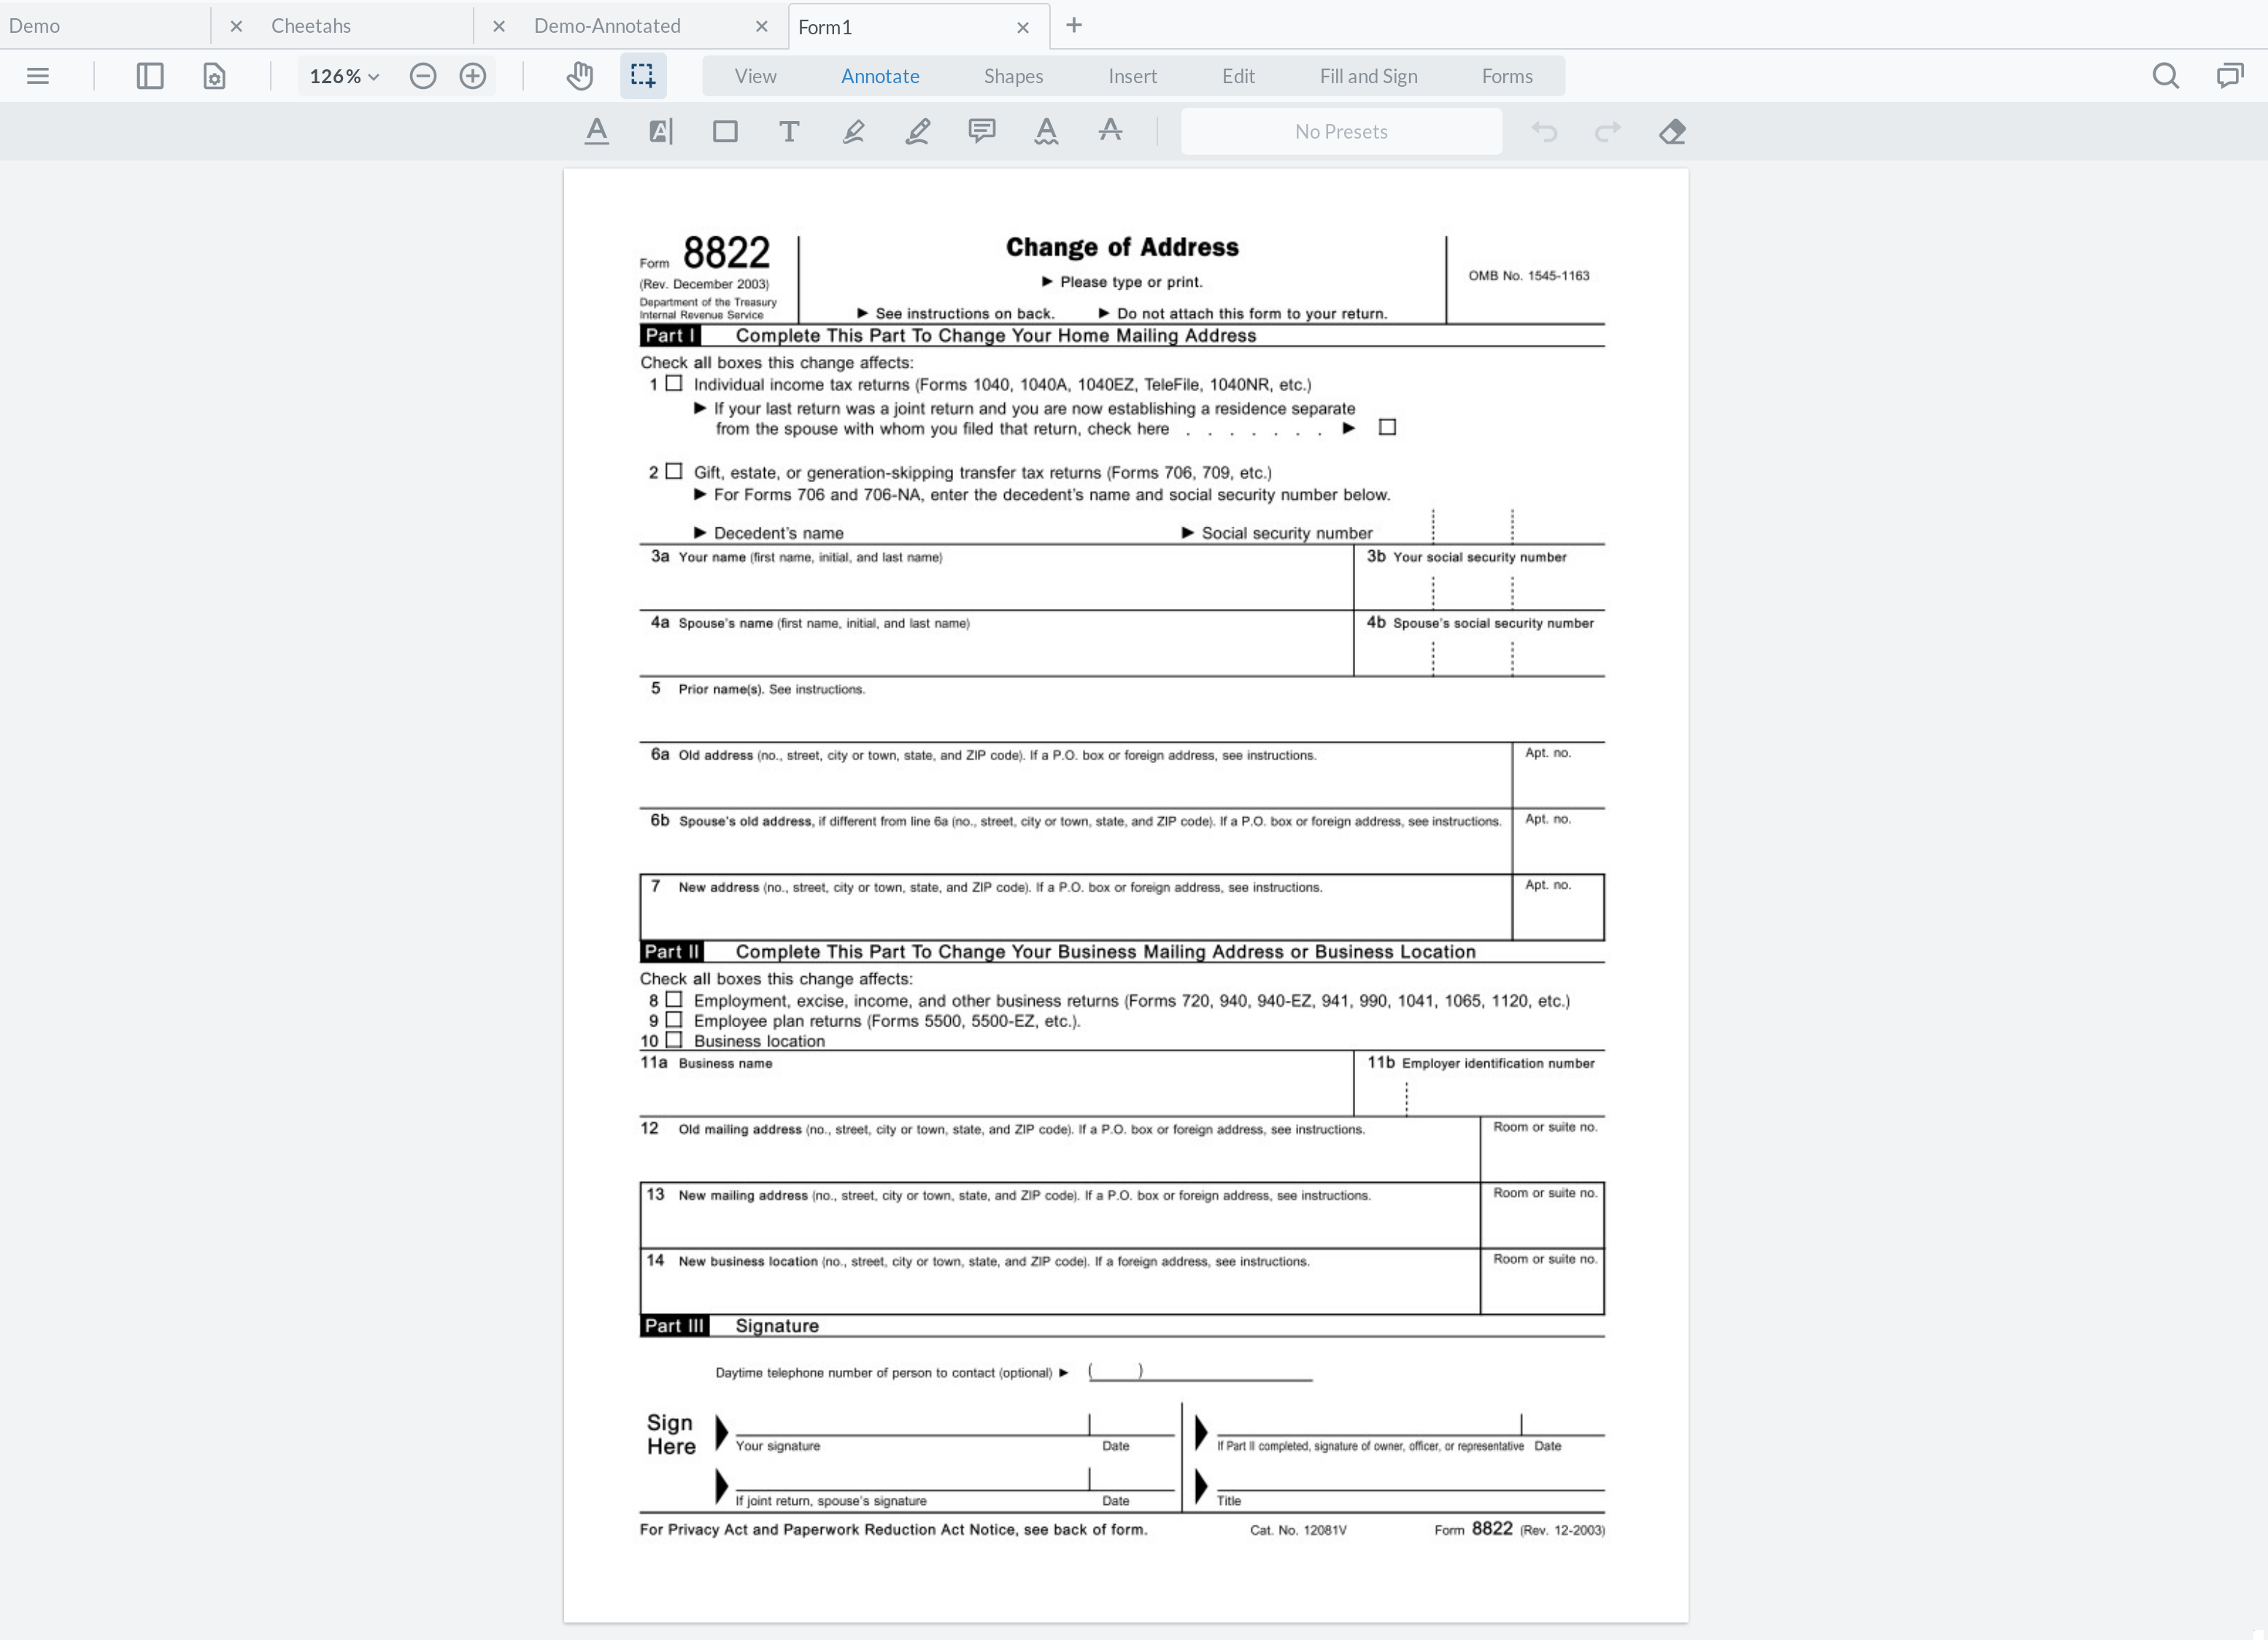 Demo
Cheetahs
Demo-Annotated
Form1
126%
View
Annotate
Shapes
Insert
Edit
Fill and Sign
Forms
No Presets
Form 8822
(Rev. December 2003)
Department of the Treasury
Internal Revenue Service
Change of Address
► Please type or print.
► See instructions on back. ► Do not attach this form to your return.
OMB No. 1545-1163
Part I Complete This Part To Change Your Home Mailing Address
Check all boxes this change affects:
1 Individual income tax returns (Forms 1040, 1040A, 1040EZ, TeleFile, 1040NR, etc.)
► If your last return was a joint return and you are now establishing a residence separate
from the spouse with whom you filed that return, check here . . . . . . . ►
2 Gift, estate, or generation-skipping transfer tax returns (Forms 706, 709, etc.)
► For Forms 706 and 706-NA, enter the decedent's name and social security number below.
► Decedent's name ► Social security number
3a Your name (first name, initial, and last name) 3b Your social security number
4a Spouse's name (first name, initial, and last name) 4b Spouse's social security number
5 Prior name(s). See instructions.
6a Old address (no., street, city or town, state, and ZIP code). If a P.O. box or foreign address, see instructions. Apt. no.
6b Spouse's old address, if different from line 6a (no., street, city or town, state, and ZIP code). If a P.O. box or foreign address, see instructions. Apt. no.
7 New address (no., street, city or town, state, and ZIP code). If a P.O. box or foreign address, see instructions. Apt. no.
Part II Complete This Part To Change Your Business Mailing Address or Business Location
Check all boxes this change affects:
8 Employment, excise, income, and other business returns (Forms 720, 940, 940-EZ, 941, 990, 1041, 1065, 1120, etc.)
9 Employee plan returns (Forms 5500, 5500-EZ, etc.).
10 Business location
11a Business name 11b Employer identification number
12 Old mailing address (no., street, city or town, state, and ZIP code). If a P.O. box or foreign address, see instructions. Room or suite no.
13 New mailing address (no., street, city or town, state, and ZIP code). If a P.O. box or foreign address, see instructions. Room or suite no.
14 New business location (no., street, city or town, state, and ZIP code). If a foreign address, see instructions. Room or suite no.
Part III Signature
Daytime telephone number of person to contact (optional) ► ( )
Sign
Here
Your signature Date If Part II completed, signature of owner, officer, or representative Date
If joint return, spouse's signature Date Title
For Privacy Act and Paperwork Reduction Act Notice, see back of form. Cat. No. 12081V Form 8822 (Rev. 12-2003)